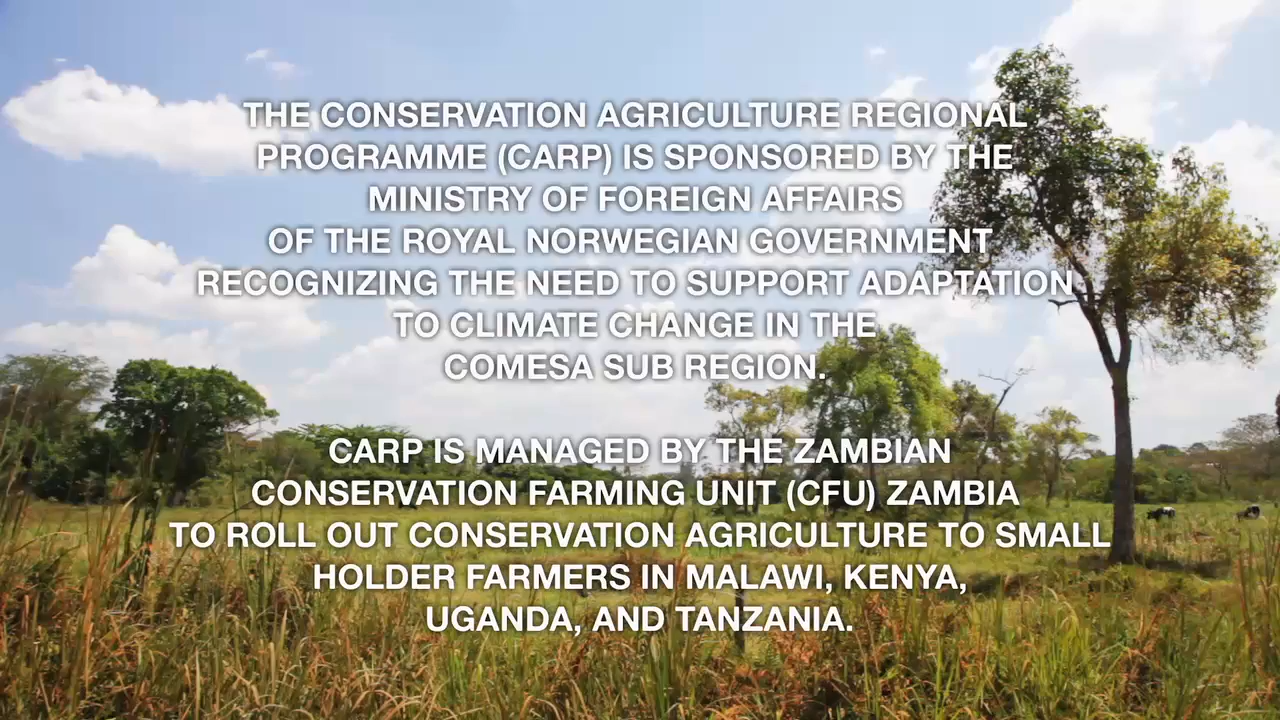 THE CONSERVATION AGRICULTURE REGIONAL
PROGRAMME (CARP) IS SPONSORED BY THE
MINISTRY OF FOREIGN AFFAIRS
OF THE ROYAL NORWEGIAN GOVERNMENT
RECOGNIZING THE NEED TO SUPPORT ADAPTATION
TO CLIMATE CHANGE IN THE
COMESA SUB REGION.
CARP IS MANAGED BY THE ZAMBIAN
CONSERVATION FARMING UNIT (CFU) ZAMBIA
TO ROLL OUT CONSERVATION AGRICULTURE TO SMALL
HOLDER FARMERS IN MALAWI, KENYA,
UGANDA, AND TANZANIA.